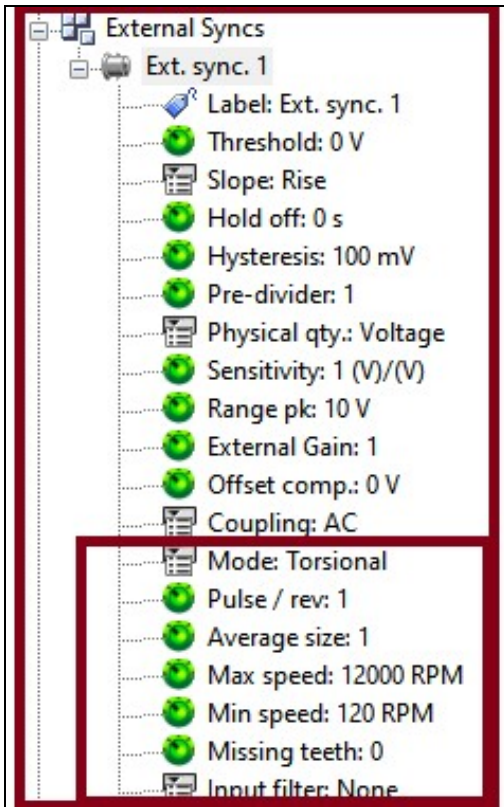 External Syncs
Ext. sync. 1
Label: Ext. sync. 1
Threshold: 0 V
Slope: Rise
Hold off: 0 s
Hysteresis: 100 mV
Pre-divider: 1
Physical qty.: Voltage
Sensitivity: 1 (V)/(V)
Range pk: 10 V
External Gain: 1
Offset comp.: 0 V
Coupling: AC
Mode: Torsional
Pulse / rev: 1
Average size: 1
Max speed: 12000 RPM
Min speed: 120 RPM
Missing teeth: 0
Input filter: None